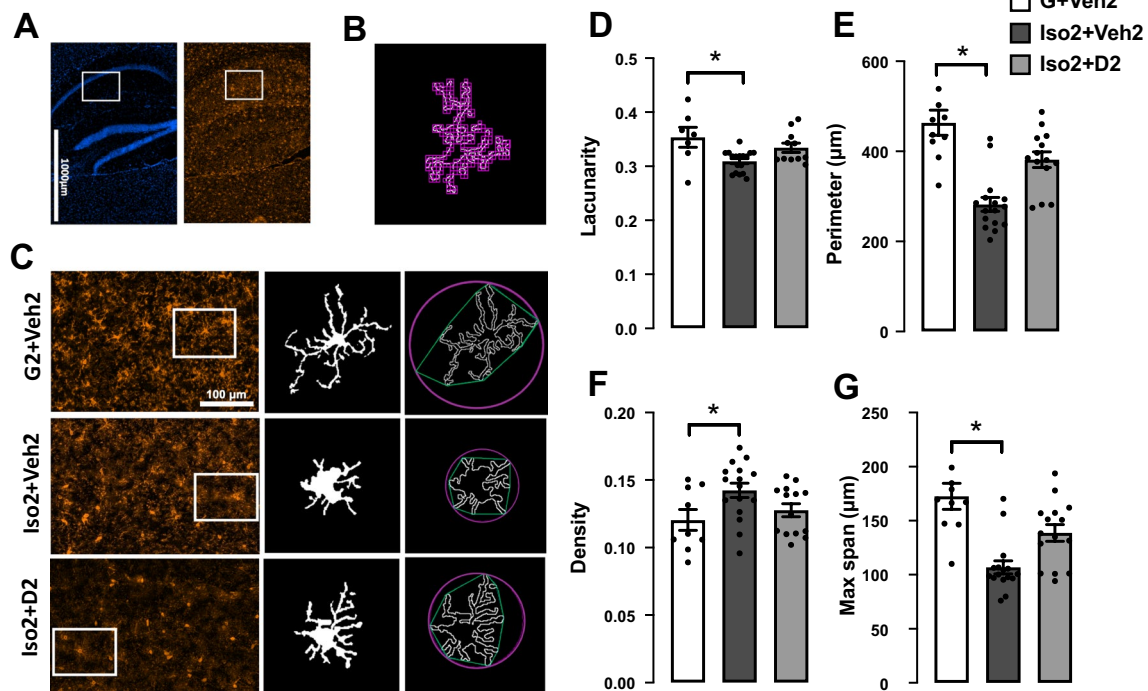 G+Veh2
Iso2+Veh2
Iso2+D2
A
B
D
E
1000µm
0.5
0.4
0.3
0.2
0.1
0.0
Lacunarity
*
600
400
200
0
Perimeter (µm)
*
C
G2+Veh2
100 µm
Iso2+Veh2
Iso2+D2
F
0.20
0.15
0.10
0.05
0.00
Density
*
G
250
200
150
100
50
0
Max span (µm)
*